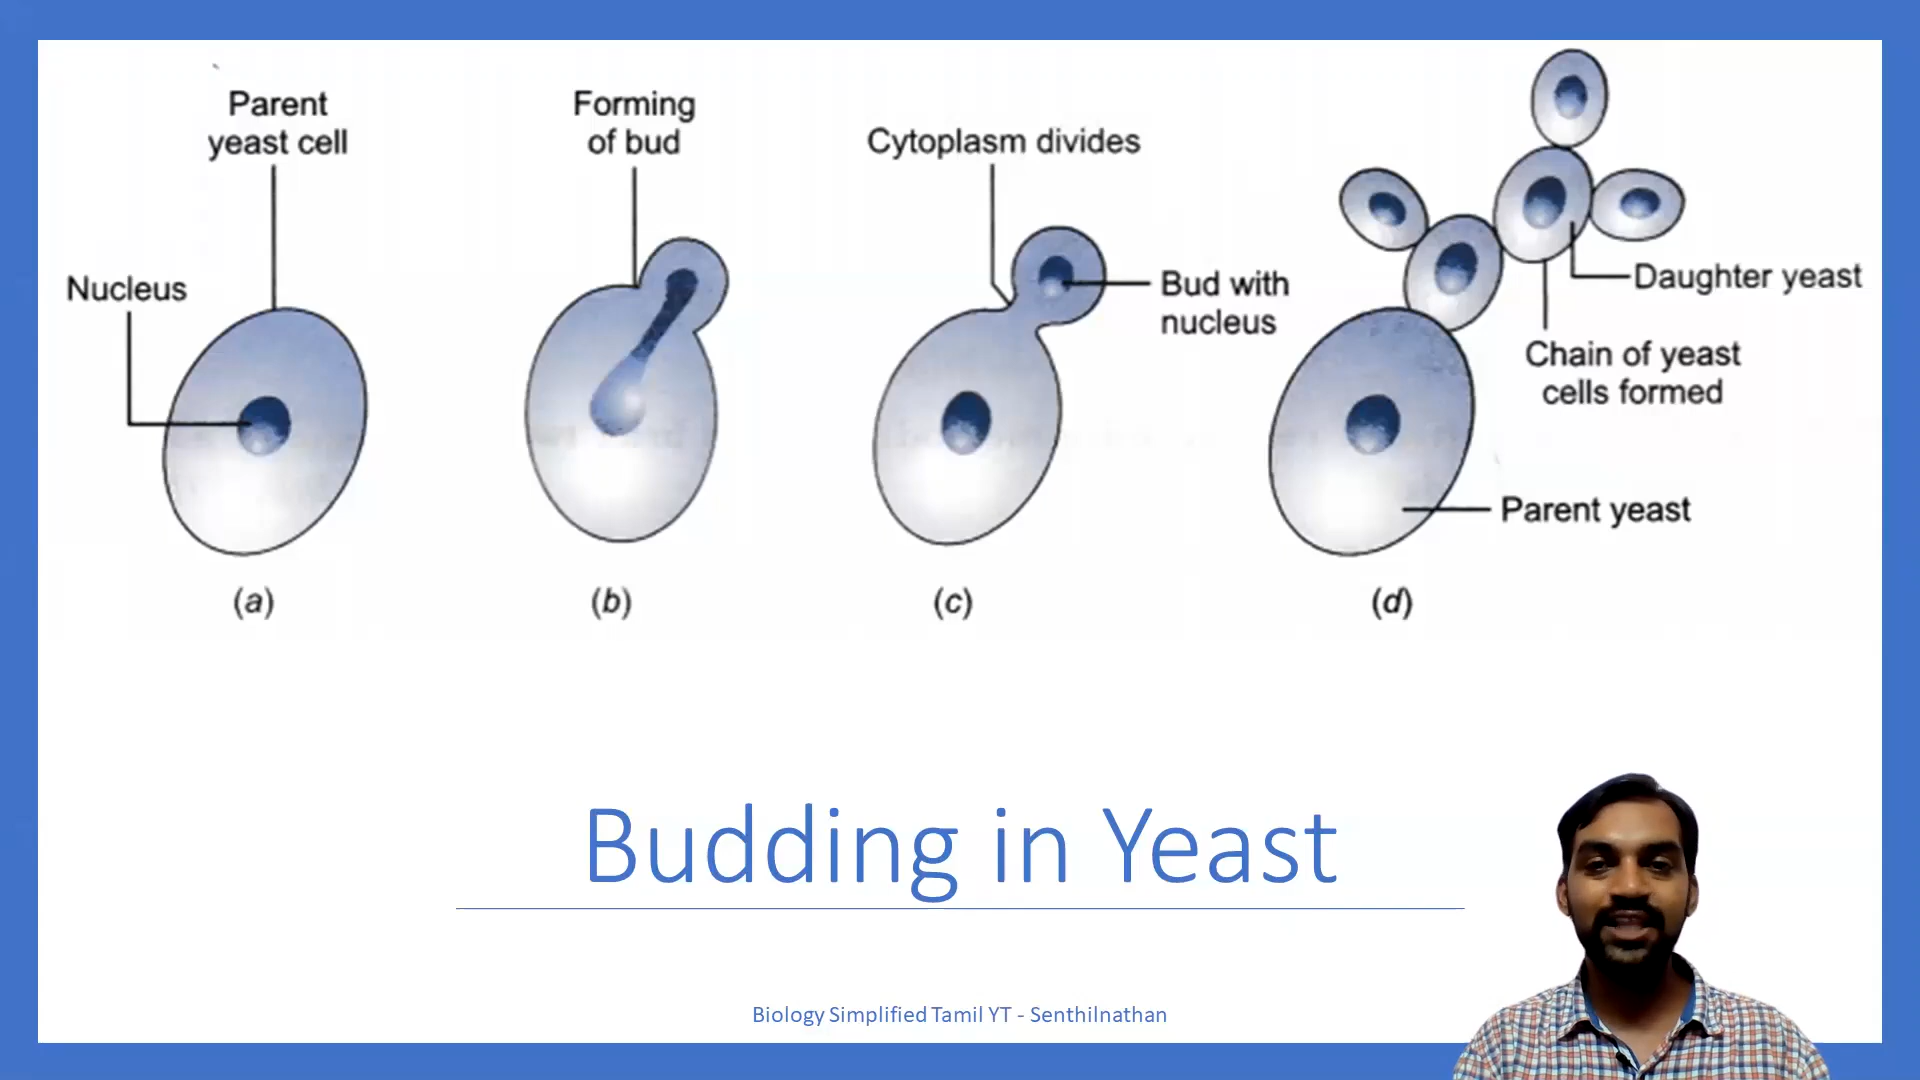 Parent
yeast cell
Nucleus
Forming
of bud
Cytoplasm divides
Bud with
nucleus
Daughter yeast
Chain of yeast
cells formed
Parent yeast
(a)
(b)
(c)
(d)
Budding in Yeast
Biology Simplified Tamil YT - Senthilnathan